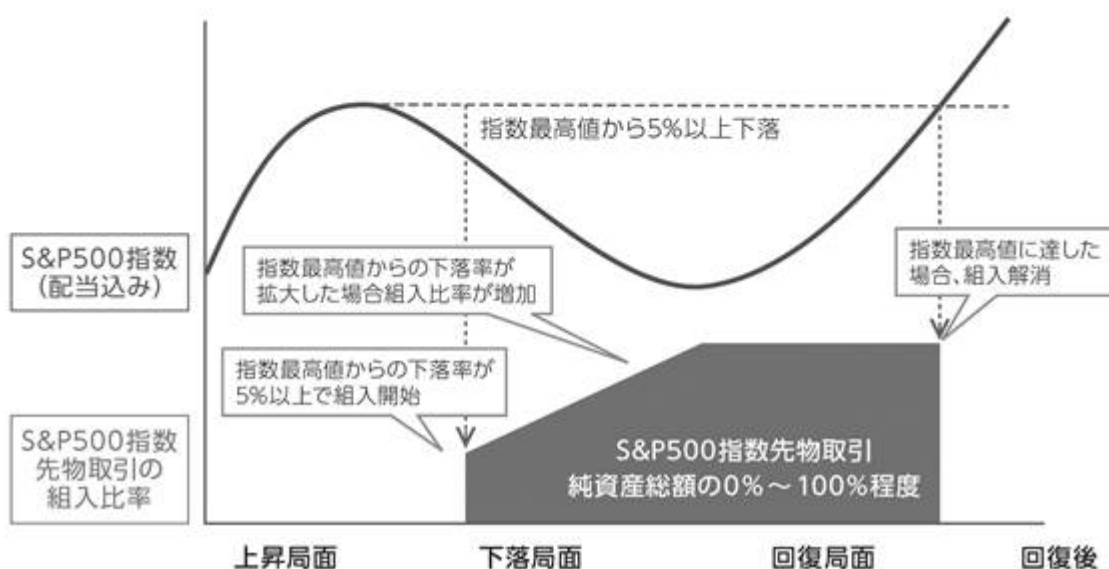 指数最高値から5%以上下落
S&P500指数
(配当込み)
指数最高値からの下落率が
拡大した場合組入比率が増加
指数最高値に達した
場合、組入解消
指数最高値からの下落率が
5%以上で組入開始
S&P500指数
先物取引の
組入比率
S&P500指数先物取引
純資産総額の0%~100%程度
上昇局面
下落局面
回復局面
回復後